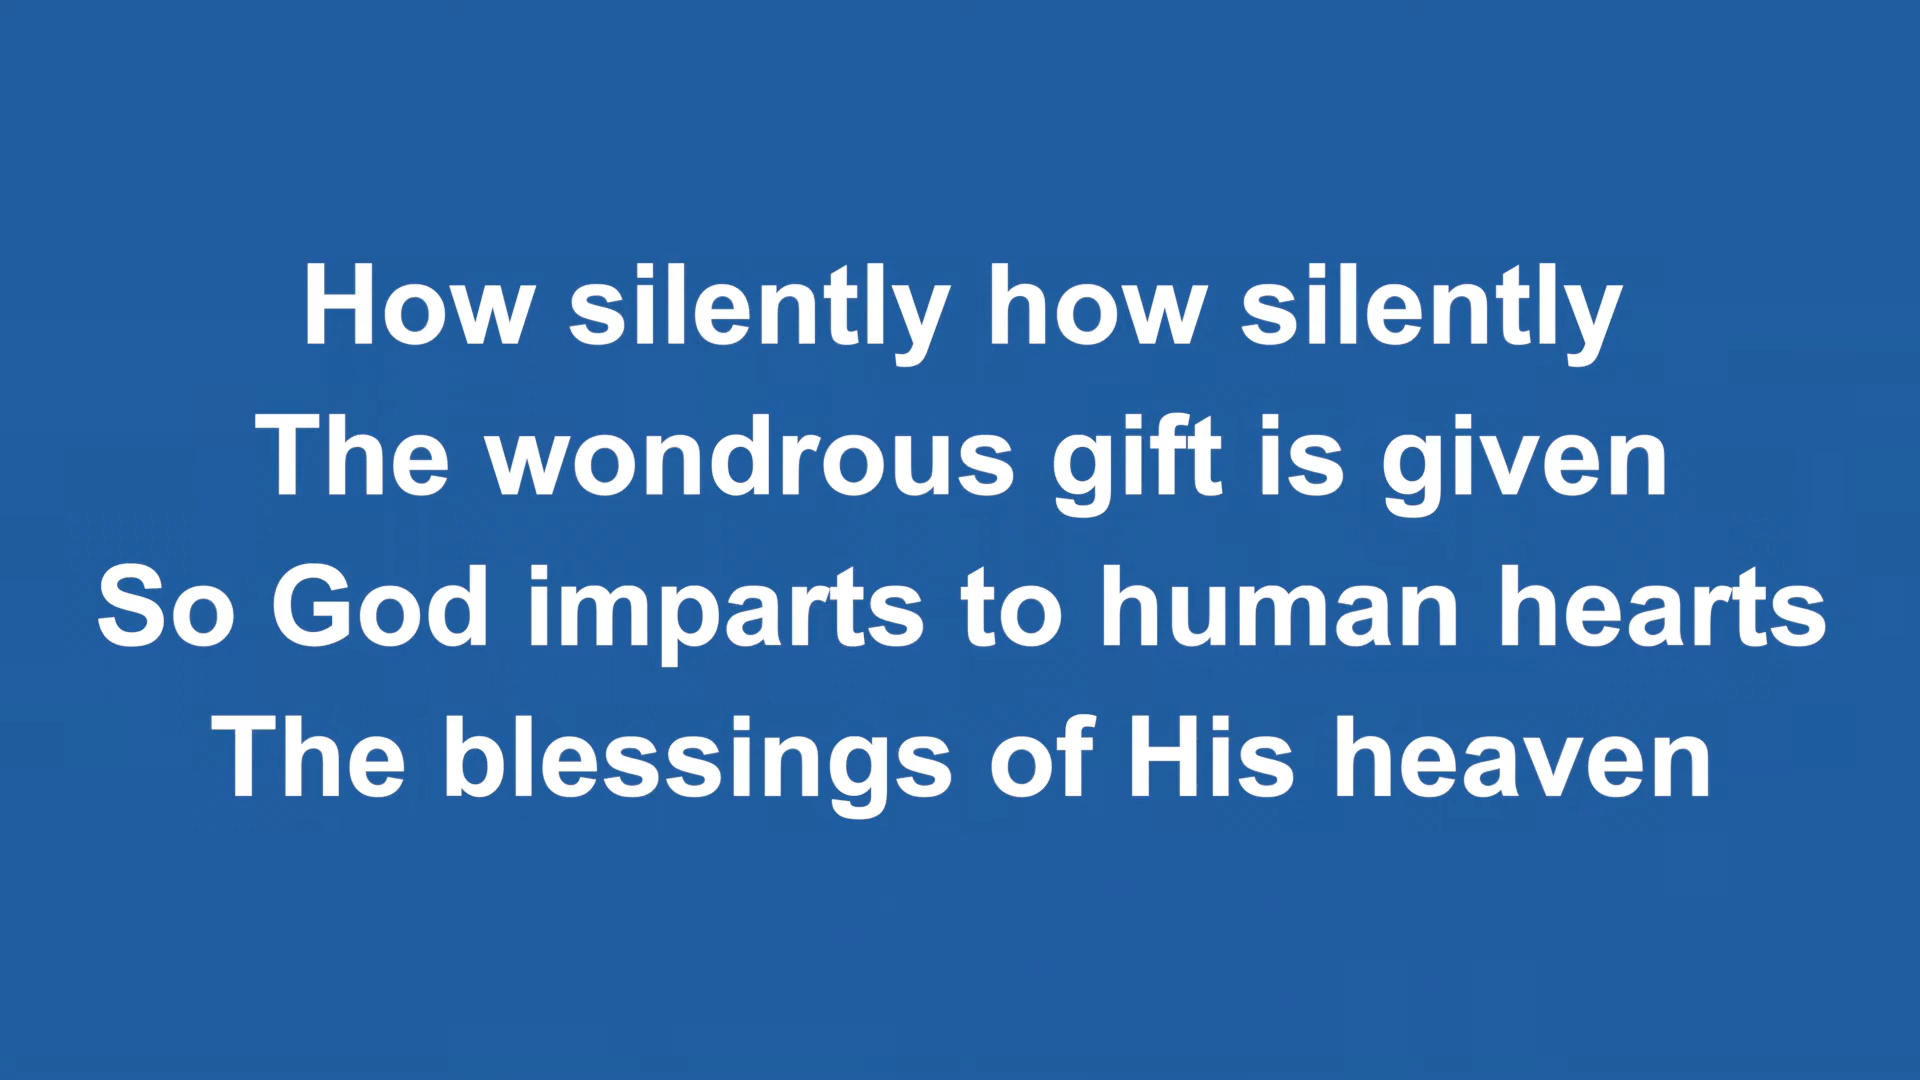 How silently how silently
The wondrous gift is given
So God imparts to human hearts
The blessings of His heaven